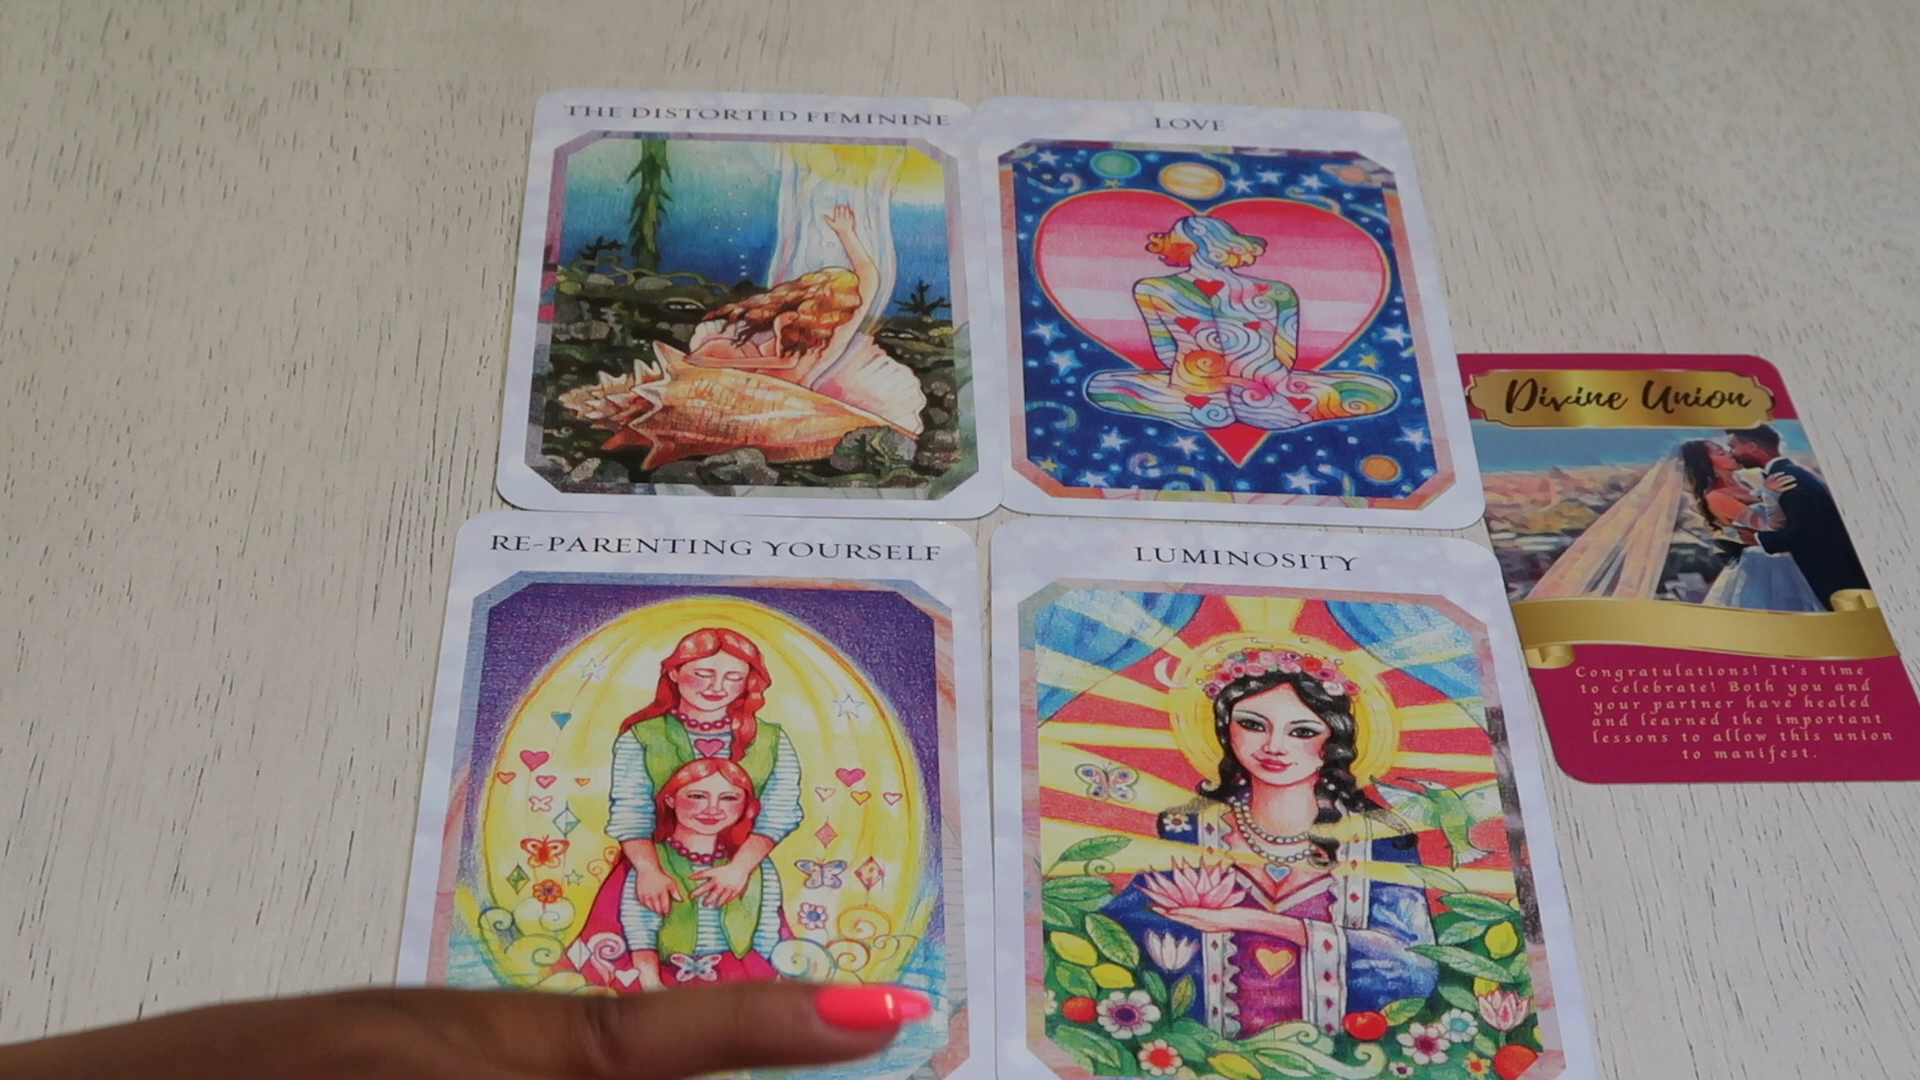 THE DISTORTED FEMININE
LOVE
RE-PARENTING YOURSELF
LUMINOSITY
Divine Union
Congratulations! It's time
to celebrate! Both you and
your partner have healed
and learned the important
lessons to allow this union
to manifest.